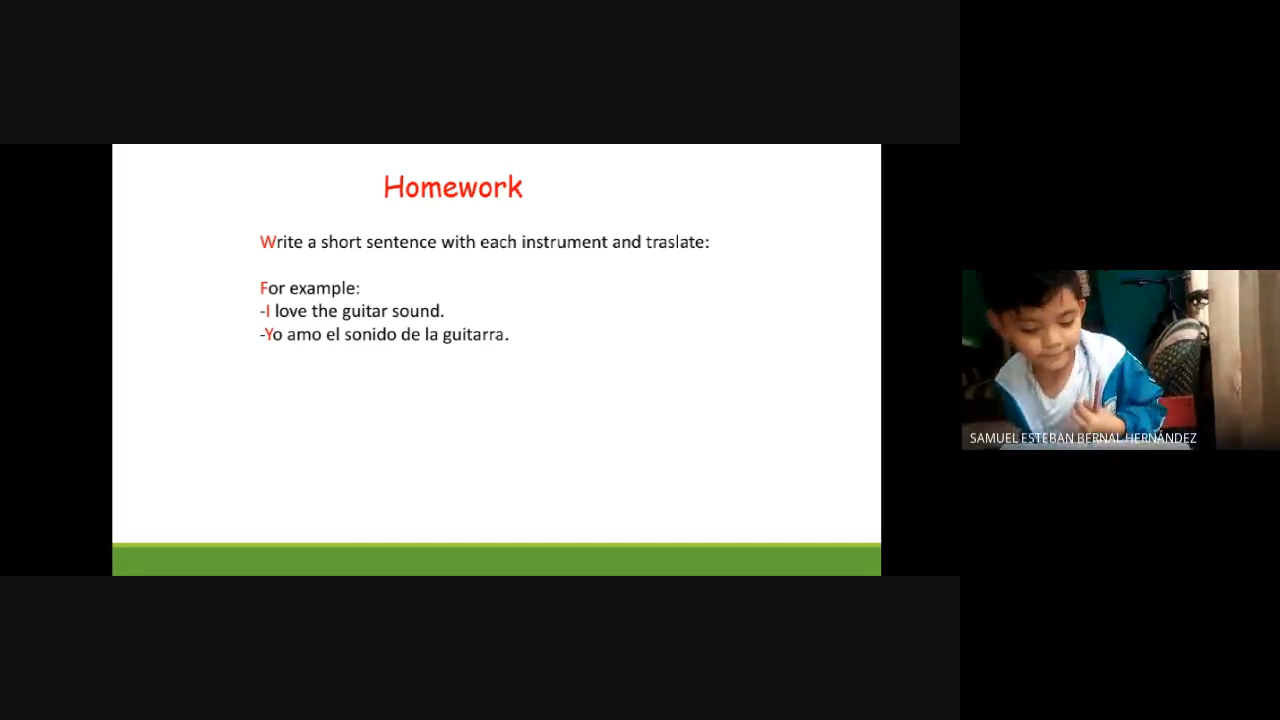 Homework
Write a short sentence with each instrument and traslate:
For example:
-I love the guitar sound.
-Yo amo el sonido de la guitarra.
SAMUEL ESTEBAN BERNAL HERNÁNDEZ